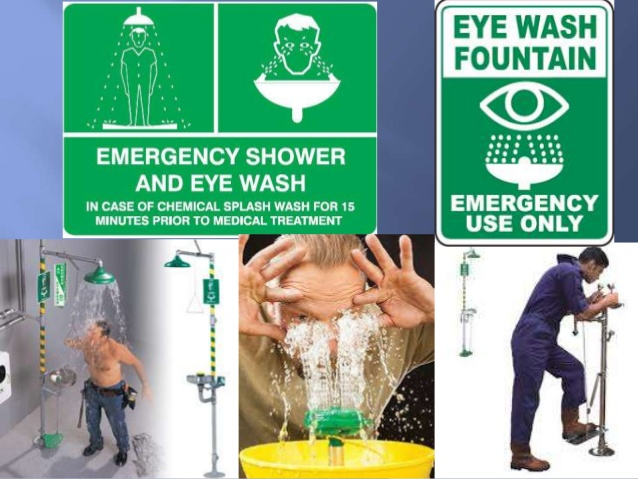 EMERGENCY SHOWER
AND EYE WASH
IN CASE OF CHEMICAL SPLASH WASH FOR 15
MINUTES PRIOR TO MEDICAL TREATMENT
EYE WASH
FOUNTAIN
EMERGENCY
USE ONLY